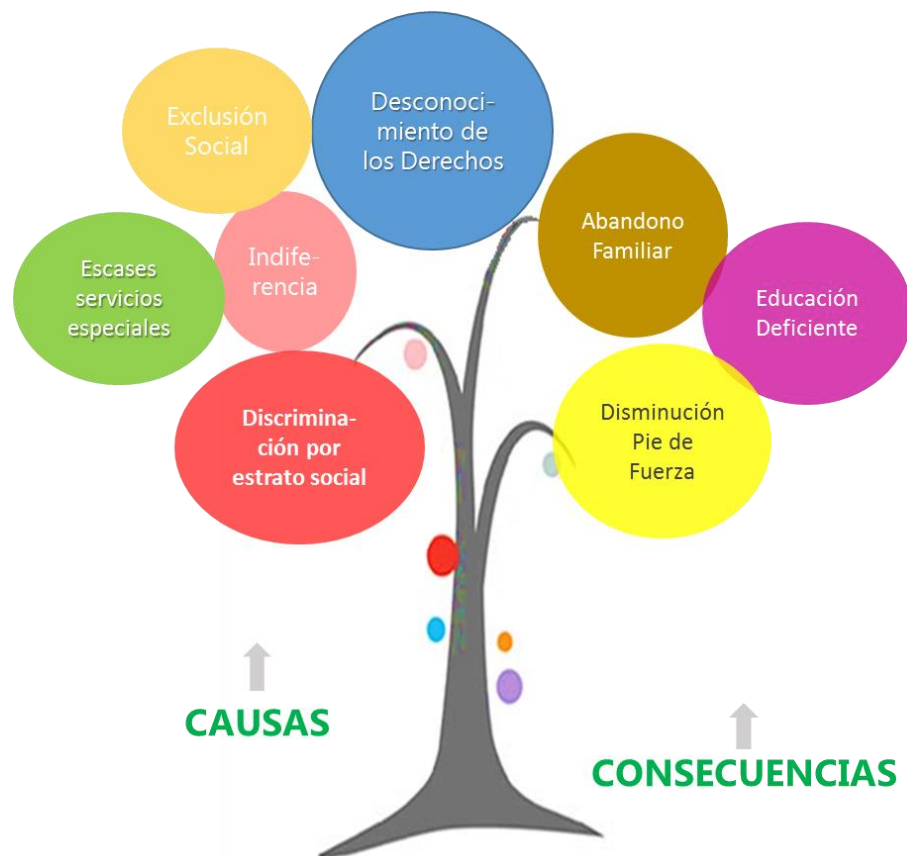 Desconoci-
miento de
los Derechos
Exclusión
Social
Abandono
Familiar
Indife-
rencia
Escases
servicios
especiales
Educación
Deficiente
Discrimina-
ción por
estrato social
Disminución
Pie de
Fuerza
CAUSAS
CONSECUENCIAS